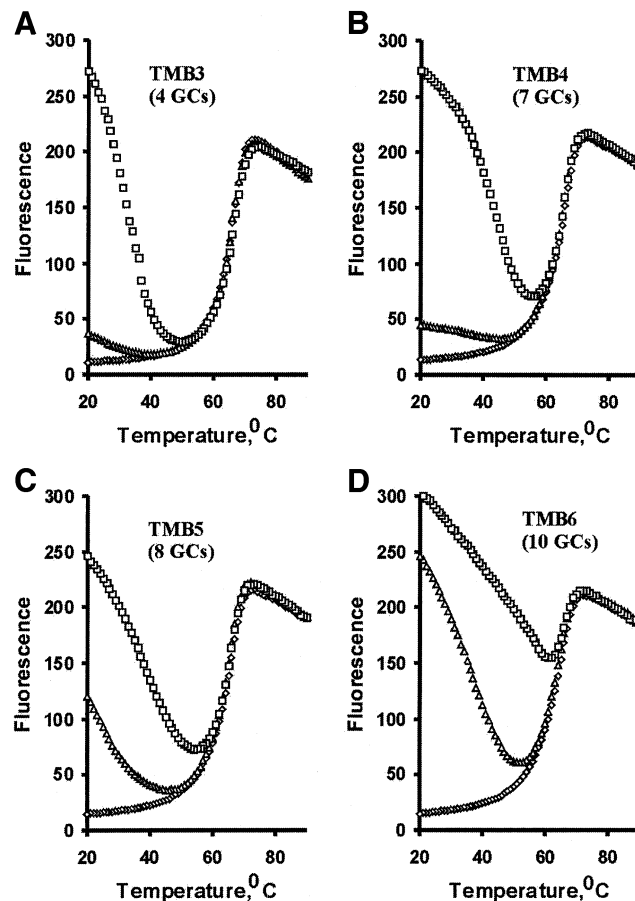 A
TMB3
(4 GCs)
Fluorescence
300
250
200
150
100
50
0
20 40 60 80
Temperature,⁰C
B
TMB4
(7 GCs)
Fluorescence
300
250
200
150
100
50
0
20 40 60 80
Temperature,⁰C
C
TMB5
(8 GCs)
Fluorescence
300
250
200
150
100
50
0
20 40 60 80
Temperature,⁰C
D
TMB6
(10 GCs)
Fluorescence
300
250
200
150
100
50
0
20 40 60 80
Temperature,⁰C